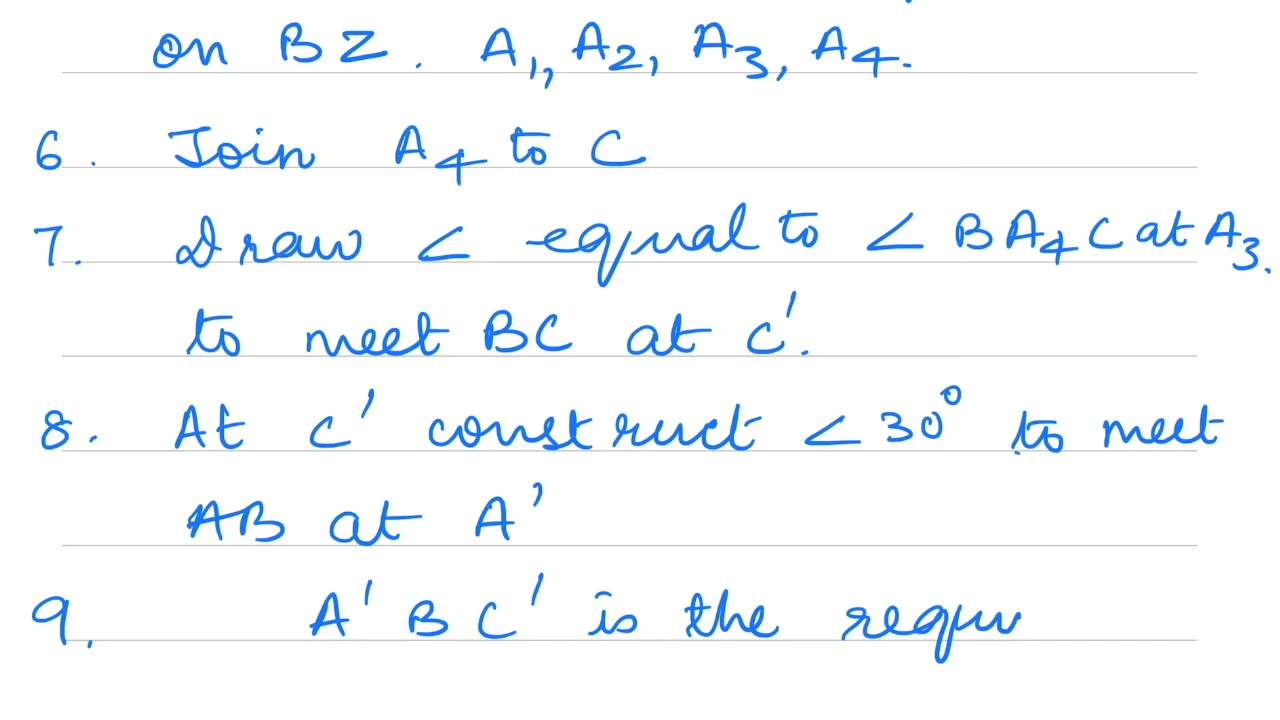 on BZ. A₁, A₂, A₃, A₄.
6. Join A₄ to C
7. Draw < equal to < BA₄C at A₃.
to meet BC at C'.
8. At C' construct < 30° to meet
AB at A'
9. A'BC' is the requ